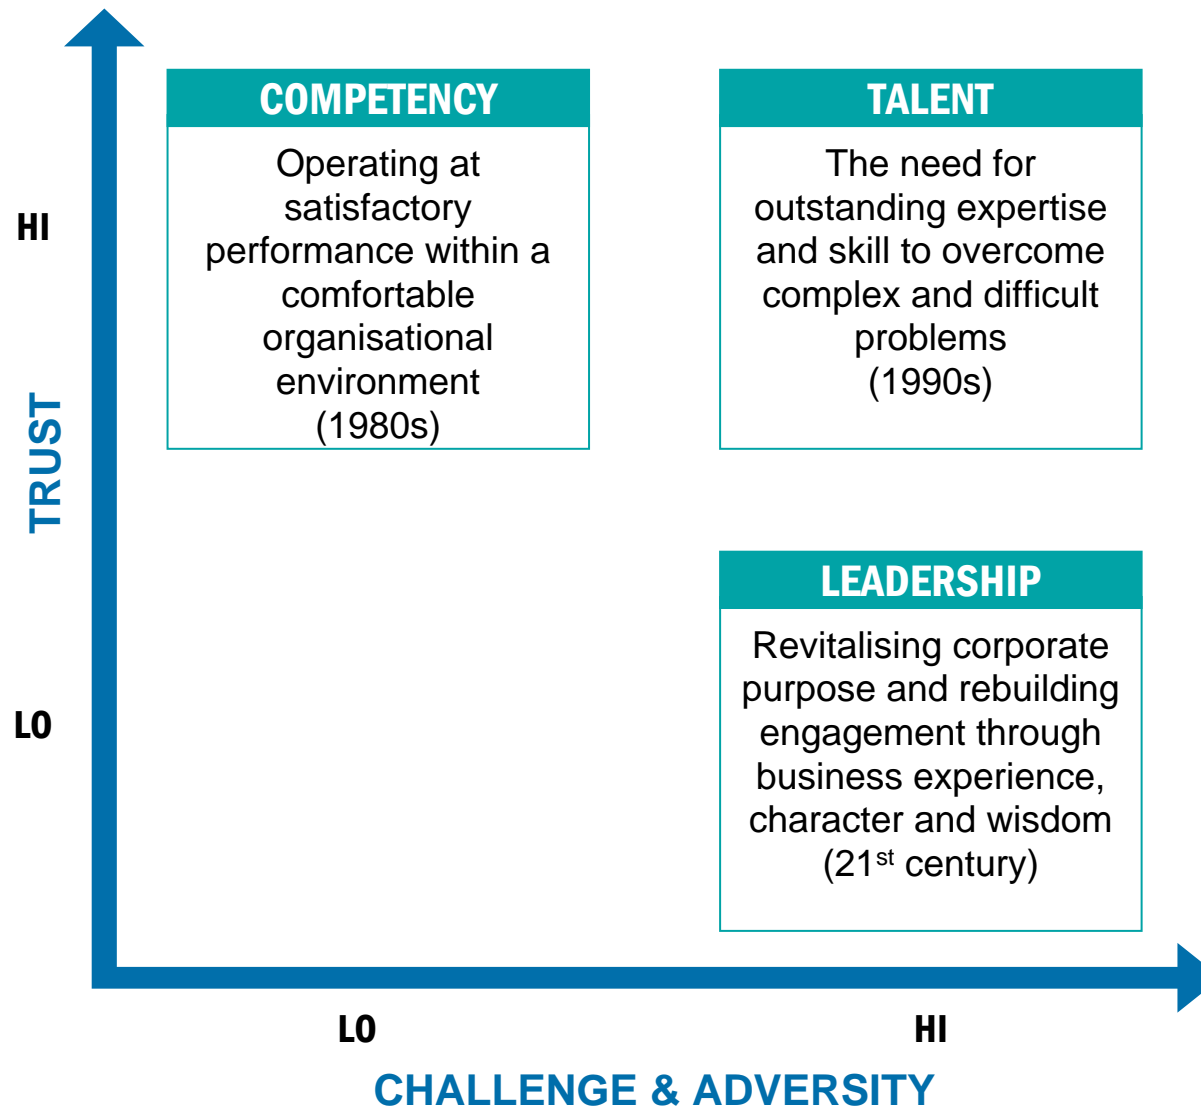 COMPETENCY
Operating at
satisfactory
performance within a
comfortable
organisational
environment
(1980s)
TALENT
The need for
outstanding expertise
and skill to overcome
complex and difficult
problems
(1990s)
HI
TRUST
LEADERSHIP
Revitalising corporate
purpose and rebuilding
engagement through
business experience,
character and wisdom
(21st century)
LO
LO
HI
CHALLENGE & ADVERSITY